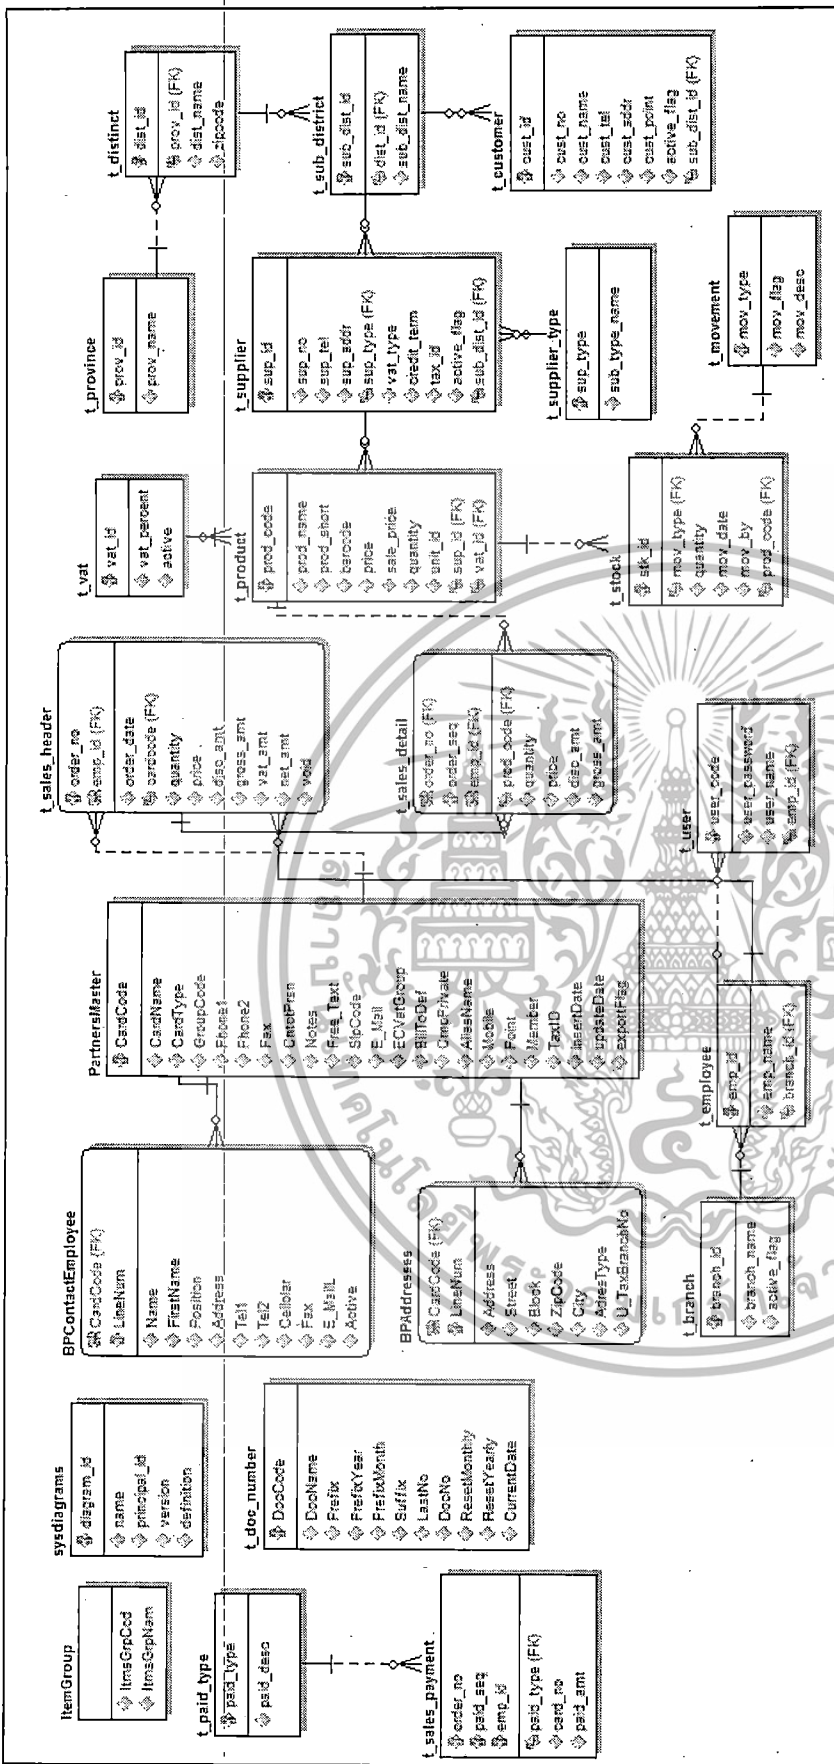 ItemGroup
ItmsGrpCod
ItmsGrpNam
t_paid_type
paid_type
paid_desc
t_sales_payment
order_no
paid_seq
emp_id
paid_type (FK)
card_no
paid_amt
sysdiagrams
diagram_id
name
principal_id
version
definition
t_doc_number
DocCode
DocName
Prefix
PrefixYear
PrefixMonth
Suffix
LastNo
DocNo
ResetMonthly
ResetYearly
CurrentDate
BPContactEmployee
CardCode (FK)
LineNum
Name
FirstName
Position
Address
Tel1
Tel2
Cellolar
Fax
E_MailL
Active
BPAddresses
CardCode (FK)
LineNum
Address
Street
Block
ZipCode
City
AdresType
U_TaxBranchNo
t_branch
branch_id
branch_name
active_flag
PartnersMaster
CardCode
CardName
CardType
GroupCode
Phone1
Phone2
Fax
CntctPrsn
Notes
Free_Text
SlpCode
E_Mail
ECVatGroup
BillToDef
CmpPrivate
AliasName
Mobile
Point
Member
TaxID
InsertDate
updateDate
exportFlag
t_employee
emp_id
emp_name
branch_id (FK)
t_sales_header
order_no
emp_id (FK)
order_date
cardcode (FK)
quantity
price
disc_amt
gross_amt
vat_amt
net_amt
void
t_sales_detail
order_no (FK)
order_seq
emp_id (FK)
prod_code (FK)
quantity
price
disc_amt
gross_amt
t_user
user_code
user_password
user_name
emp_id (FK)
t_vat
vat_id
vat_percent
active
t_product
prod_code
prod_name
prod_short
barcode
price
sale_price
quantity
unit_id
sup_id (FK)
vat_id (FK)
t_stock
stk_id
mov_type (FK)
quantity
mov_date
mov_by
prod_code (FK)
t_province
prov_id
prov_name
t_supplier
sup_id
sup_no
sup_tel
sup_addr
sup_type (FK)
vat_type
credit_term
tax_id
active_flag
sub_dist_id (FK)
t_supplier_type
sup_type
sub_type_name
t_movement
mov_type
mov_flag
mov_desc
t_distinct
dist_id
prov_id (FK)
dist_name
zipcode
t_sub_district
sub_dist_id
dist_id (FK)
sub_dist_name
t_customer
cust_id
cust_no
cust_name
cust_tel
cust_addr
cust_point
active_flag
sub_dist_id (FK)